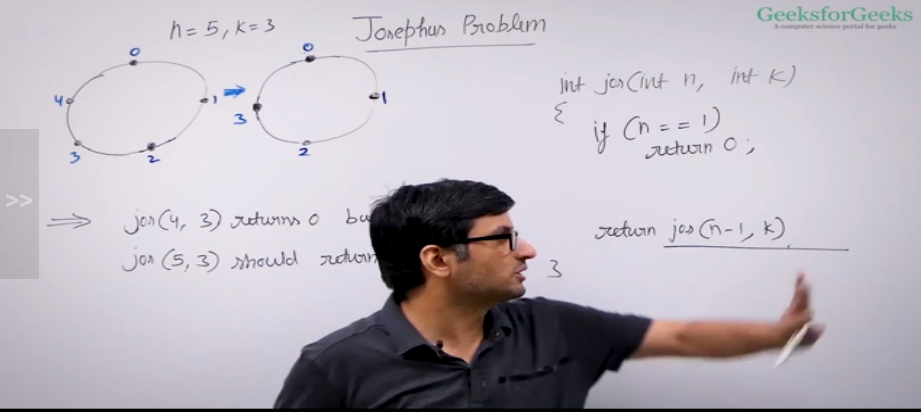 n = 5, k = 3
Josephus Problem
GeeksforGeeks
A computer science portal for geeks
0
4
1
3
2
0
3
1
2
int jos(int n, int k)
{
if (n == 1)
return 0;
=> jos(4, 3) returns 0
jos(5, 3) should return
3
return jos(n-1, k)
>>